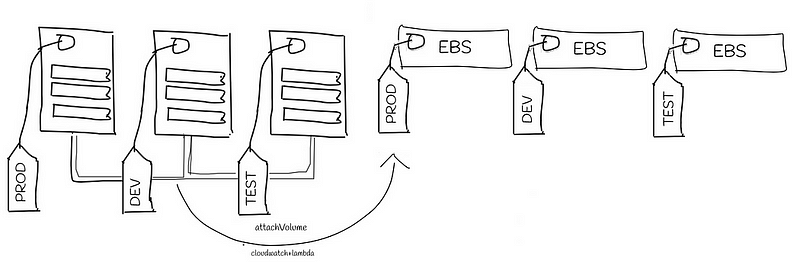 EBS
EBS
EBS
PROD
DEV
TEST
PROD
DEV
TEST
attachVolume
cloudwatch+lambda